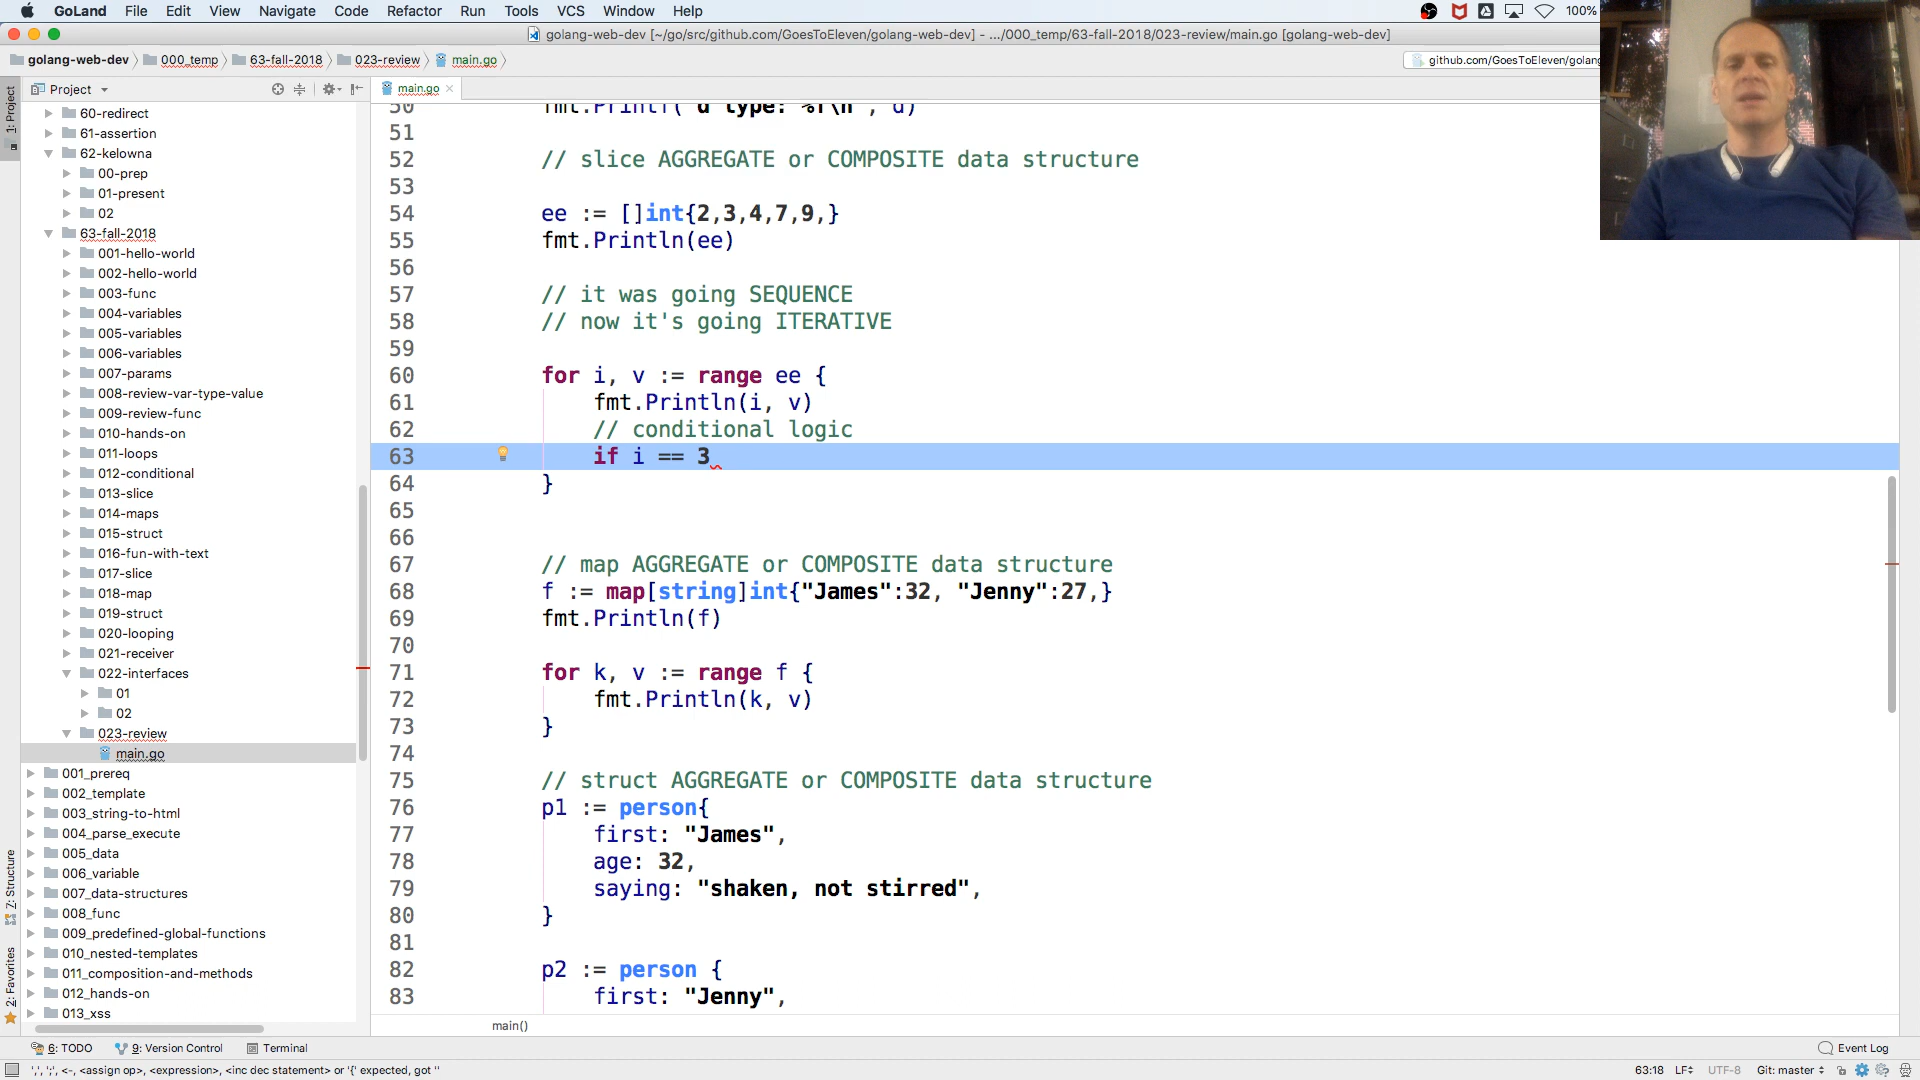 GoLand File Edit View Navigate Code Refactor Run Tools VCS Window Help 100%
golang-web-dev [~/go/src/github.com/GoesToEleven/golang-web-dev] - .../000_temp/63-fall-2018/023-review/main.go [golang-web-dev]
golang-web-dev 000_temp 63-fall-2018 023-review main.go github.com/GoesToEleven/golang
1: Project
Project
main.go
60-redirect
61-assertion
62-kelowna
00-prep
01-present
02
63-fall-2018
001-hello-world
002-hello-world
003-func
004-variables
005-variables
006-variables
007-params
008-review-var-type-value
009-review-func
010-hands-on
011-loops
012-conditional
013-slice
014-maps
015-struct
016-fun-with-text
017-slice
018-map
019-struct
020-looping
021-receiver
022-interfaces
01
02
023-review
main.go
001_prereq
002_template
003_string-to-html
004_parse_execute
005_data
006_variable
007_data-structures
008_func
009_predefined-global-functions
010_nested-templates
011_composition-and-methods
012_hands-on
013_xss
Z: Structure
2: Favorites
50 fmt.Printf("d type: %T\n", d)
51
52 // slice AGGREGATE or COMPOSITE data structure
53
54 ee := []int{2,3,4,7,9,}
55 fmt.Println(ee)
56
57 // it was going SEQUENCE
58 // now it's going ITERATIVE
59
60 for i, v := range ee {
61 fmt.Println(i, v)
62 // conditional logic
63 if i == 3
64 }
65
66
67 // map AGGREGATE or COMPOSITE data structure
68 f := map[string]int{"James":32, "Jenny":27,}
69 fmt.Println(f)
70
71 for k, v := range f {
72 fmt.Println(k, v)
73 }
74
75 // struct AGGREGATE or COMPOSITE data structure
76 p1 := person{
77 first: "James",
78 age: 32,
79 saying: "shaken, not stirred",
80 }
81
82 p2 := person {
83 first: "Jenny",
main()
6: TODO 9: Version Control Terminal Event Log
',', ';', <-, <assign op>, <expression>, <inc dec statement> or '{' expected, got '' 63:18 LF UTF-8 Git: master